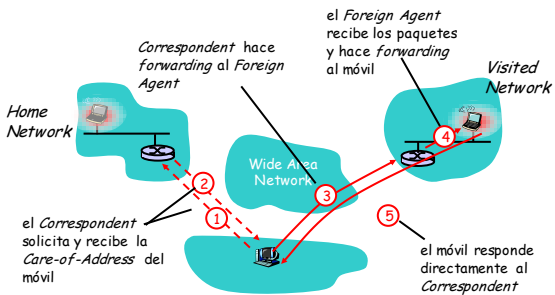 Correspondent hace
forwarding al Foreign
Agent
el Foreign Agent
recibe los paquetes
y hace forwarding
al móvil
Visited
Network
Home
Network
Wide Area
Network
4
2
3
1
5
el Correspondent
solicita y recibe la
Care-of-Address del
móvil
el móvil responde
directamente al
Correspondent